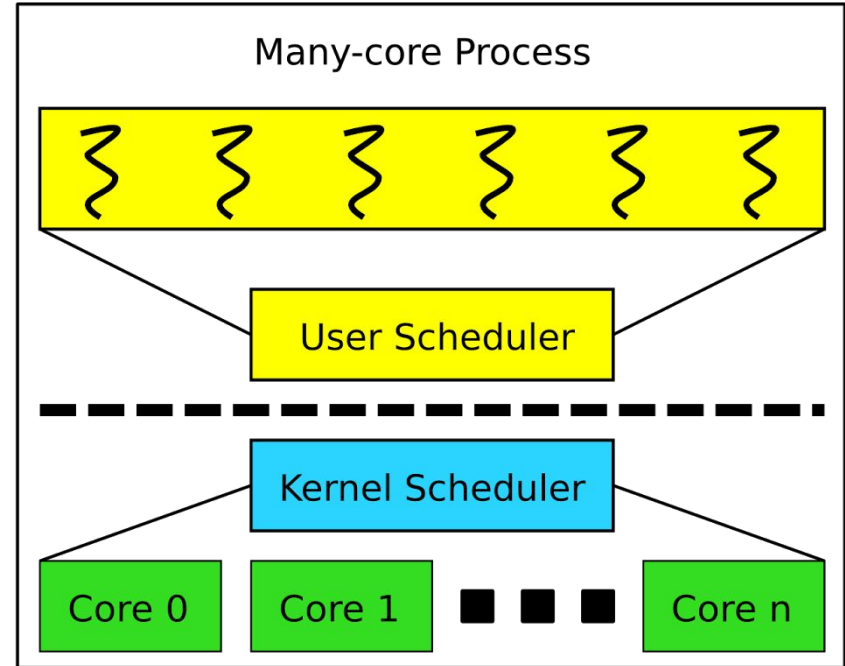 Many-core Process
User Scheduler
Kernel Scheduler
Core 0 Core 1 Core n